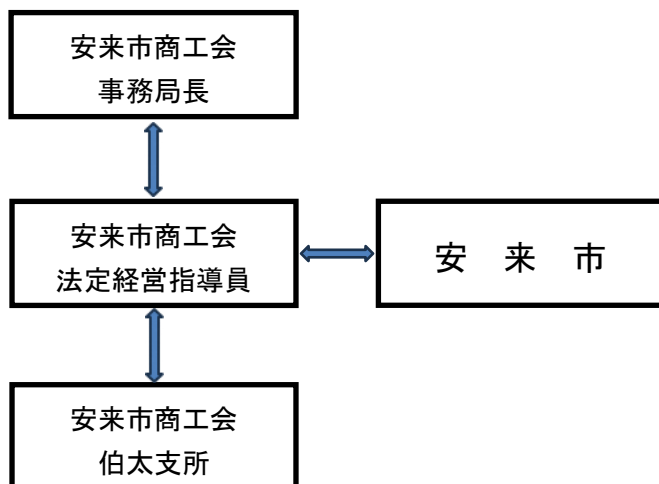 安来市商工会
事務局長
安来市商工会
法定経営指導員
安　来　市
安来市商工会
伯太支所